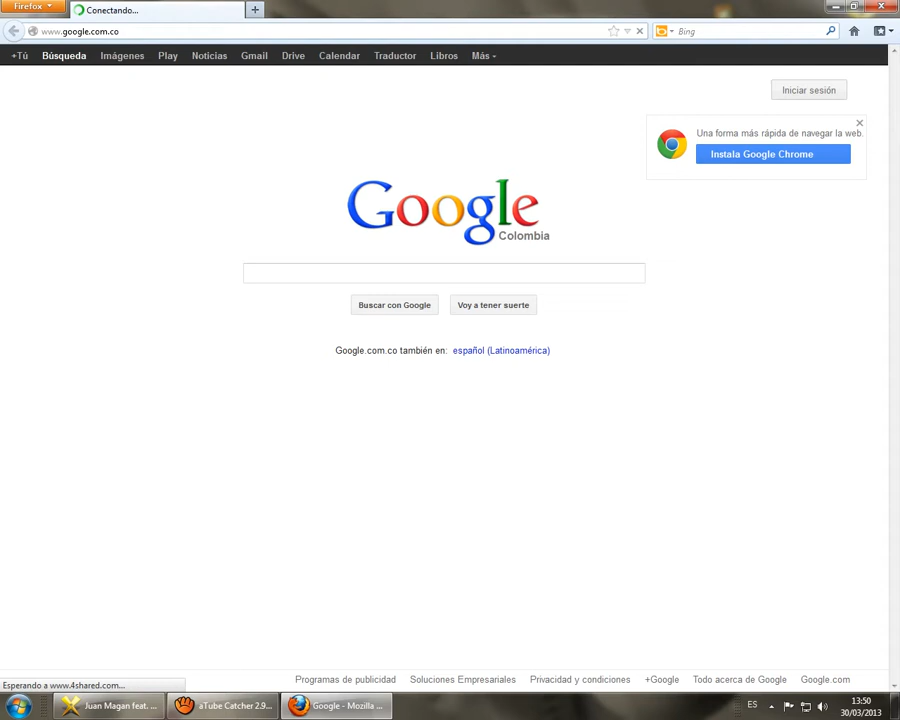 Firefox
Conectando...
www.google.com.co
Bing
+Tú Búsqueda Imágenes Play Noticias Gmail Drive Calendar Traductor Libros Más
Iniciar sesión
Una forma más rápida de navegar la web.
Instala Google Chrome
Google
Colombia
Buscar con Google Voy a tener suerte
Google.com.co también en: español (Latinoamérica)
Programas de publicidad Soluciones Empresariales Privacidad y condiciones +Google Todo acerca de Google Google.com
Esperando a www.4shared.com...
Juan Magan feat. ... aTube Catcher 2.9... Google - Mozilla ... ES 13:50
30/03/2013